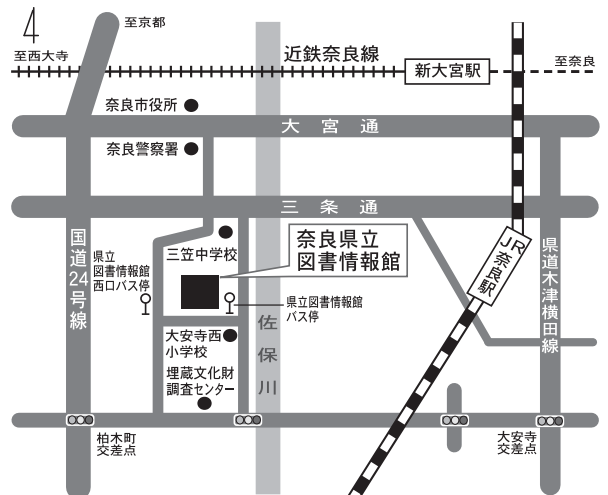 4
至京都
至西大寺
近鉄奈良線
新大宮駅
至奈良
奈良市役所
大宮通
奈良警察署
三条通
国道24号線
三笠中学校
奈良県立
図書情報館
JR奈良駅
県道木津横田線
県立
図書情報館
西口バス停
県立図書情報館
バス停
佐保川
大安寺西
小学校
埋蔵文化財
調査センター
柏木町
交差点
大安寺
交差点